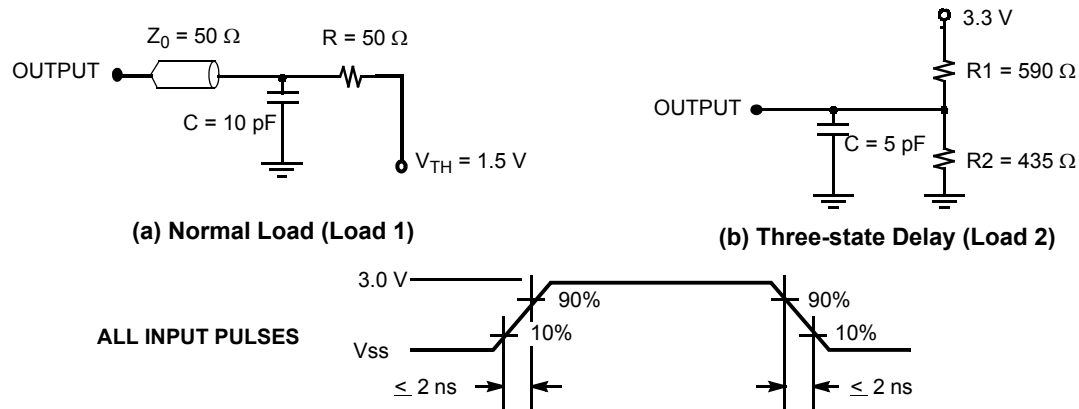 Z0 = 50 Ω
R = 50 Ω
OUTPUT
C = 10 pF
VTH = 1.5 V
(a) Normal Load (Load 1)
3.3 V
R1 = 590 Ω
OUTPUT
C = 5 pF
R2 = 435 Ω
(b) Three-state Delay (Load 2)
3.0 V
90%
90%
ALL INPUT PULSES
10%
10%
Vss
≤ 2 ns
≤ 2 ns